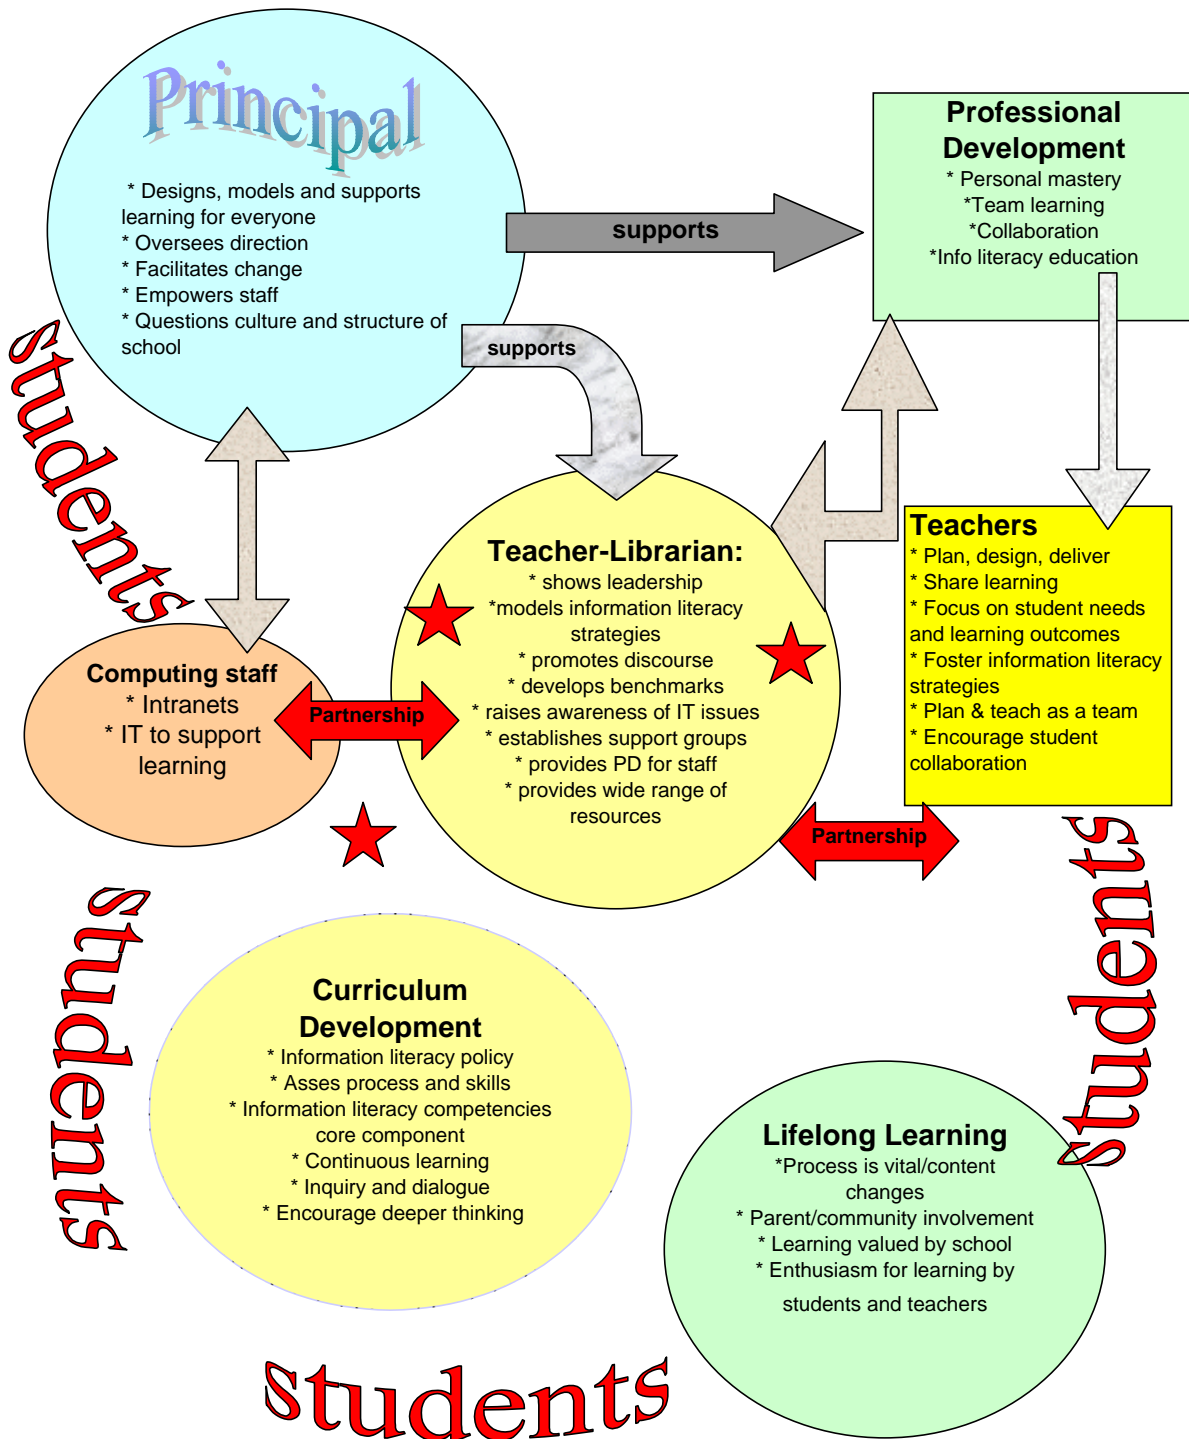 Principal
* Designs, models and supports
learning for everyone
* Oversees direction
* Facilitates change
* Empowers staff
* Questions culture and structure of
school
supports
Professional
Development
* Personal mastery
*Team learning
*Collaboration
*Info literacy education
supports
students
Teacher-Librarian:
* shows leadership
*models information literacy
strategies
* promotes discourse
* develops benchmarks
* raises awareness of IT issues
* establishes support groups
* provides PD for staff
* provides wide range of
resources
Teachers
* Plan, design, deliver
* Share learning
* Focus on student needs
and learning outcomes
* Foster information literacy
strategies
* Plan & teach as a team
* Encourage student
collaboration
Computing staff
* Intranets
* IT to support
learning
Partnership
Partnership
students
students
Curriculum
Development
* Information literacy policy
* Asses process and skills
* Information literacy competencies
core component
* Continuous learning
* Inquiry and dialogue
* Encourage deeper thinking
Lifelong Learning
*Process is vital/content
changes
* Parent/community involvement
* Learning valued by school
* Enthusiasm for learning by
students and teachers
students